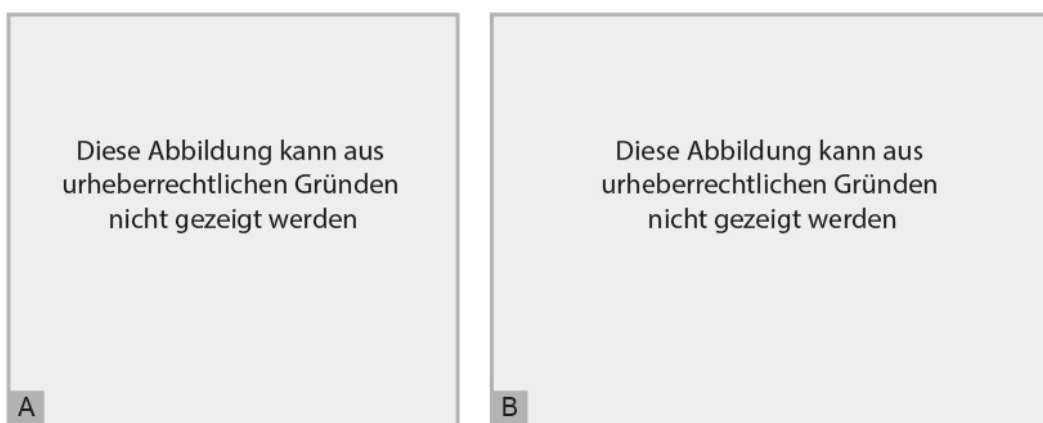 Diese Abbildung kann aus
urheberrechtlichen Gründen
nicht gezeigt werden
A
Diese Abbildung kann aus
urheberrechtlichen Gründen
nicht gezeigt werden
B